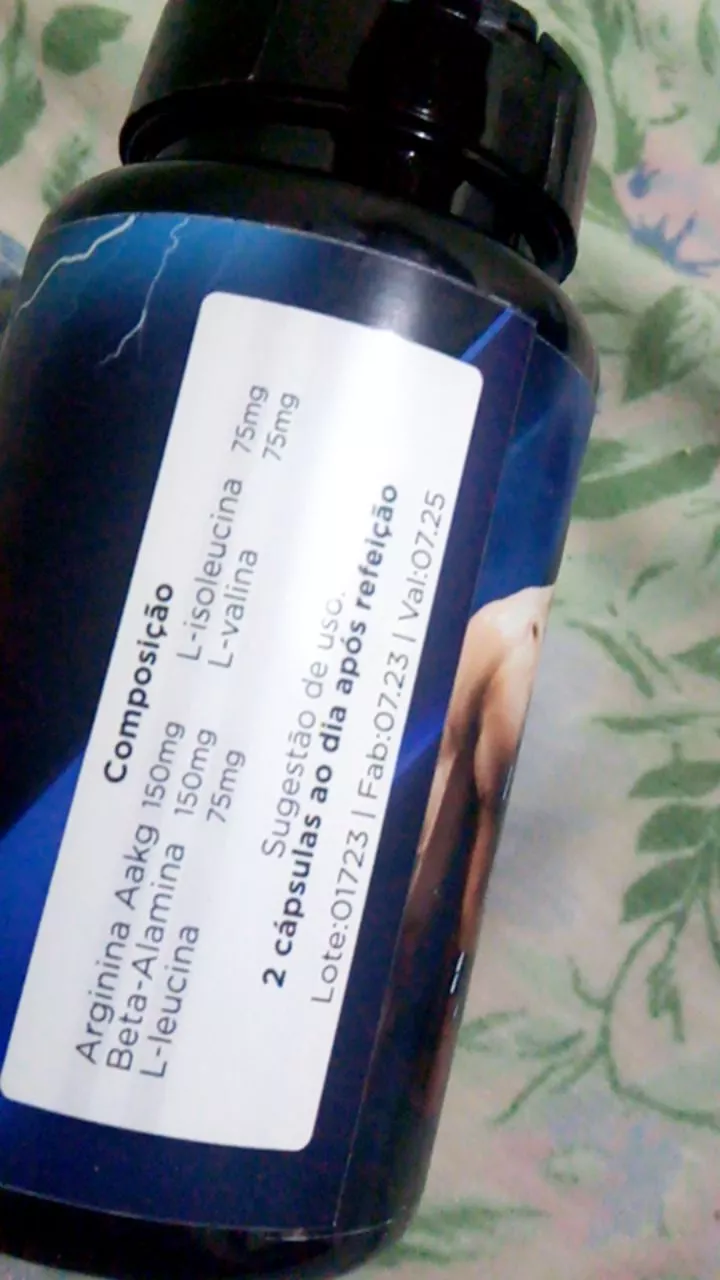 Composição
Arginina Aakg 150mg L-isoleucina 75mg
Beta-Alamina 150mg L-valina 75mg
L-leucina 75mg
Sugestão de uso.
2 cápsulas ao dia após refeição
Lote:01723 | Fab:07.23 | Val:07.25